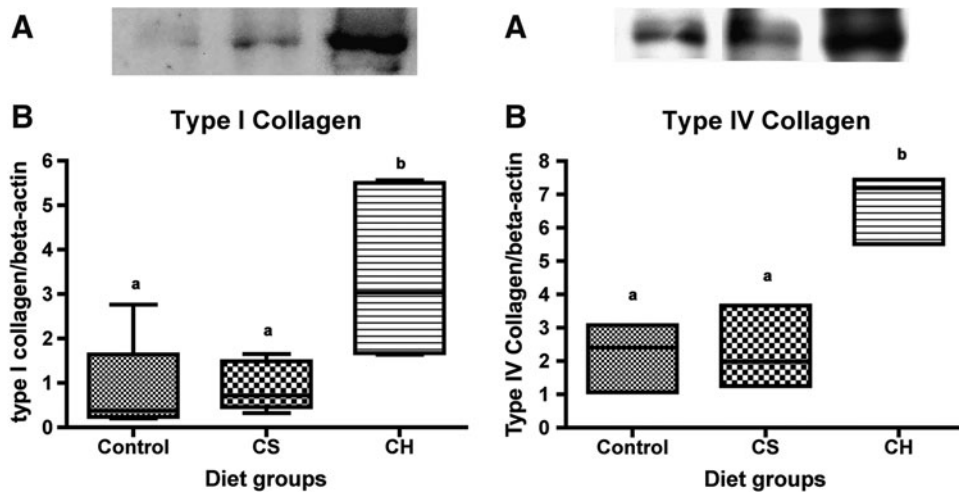 A
B
Type I Collagen
type I collagen/beta-actin
6
5
4
3
2
1
0
a
a
b
Control
CS
CH
Diet groups
A
B
Type IV Collagen
Type IV Collagen/beta-actin
8
7
6
5
4
3
2
1
0
a
a
b
Control
CS
CH
Diet groups